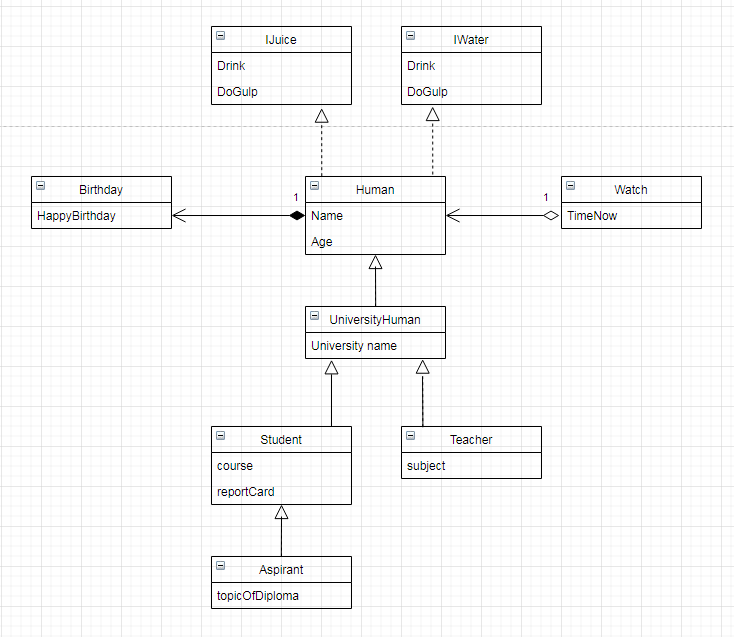 IJuice
Drink
DoGulp
IWater
Drink
DoGulp
Birthday
HappyBirthday
1
Human
Name
Age
1
Watch
TimeNow
UniversityHuman
University name
Student
course
reportCard
Teacher
subject
Aspirant
topicOfDiploma